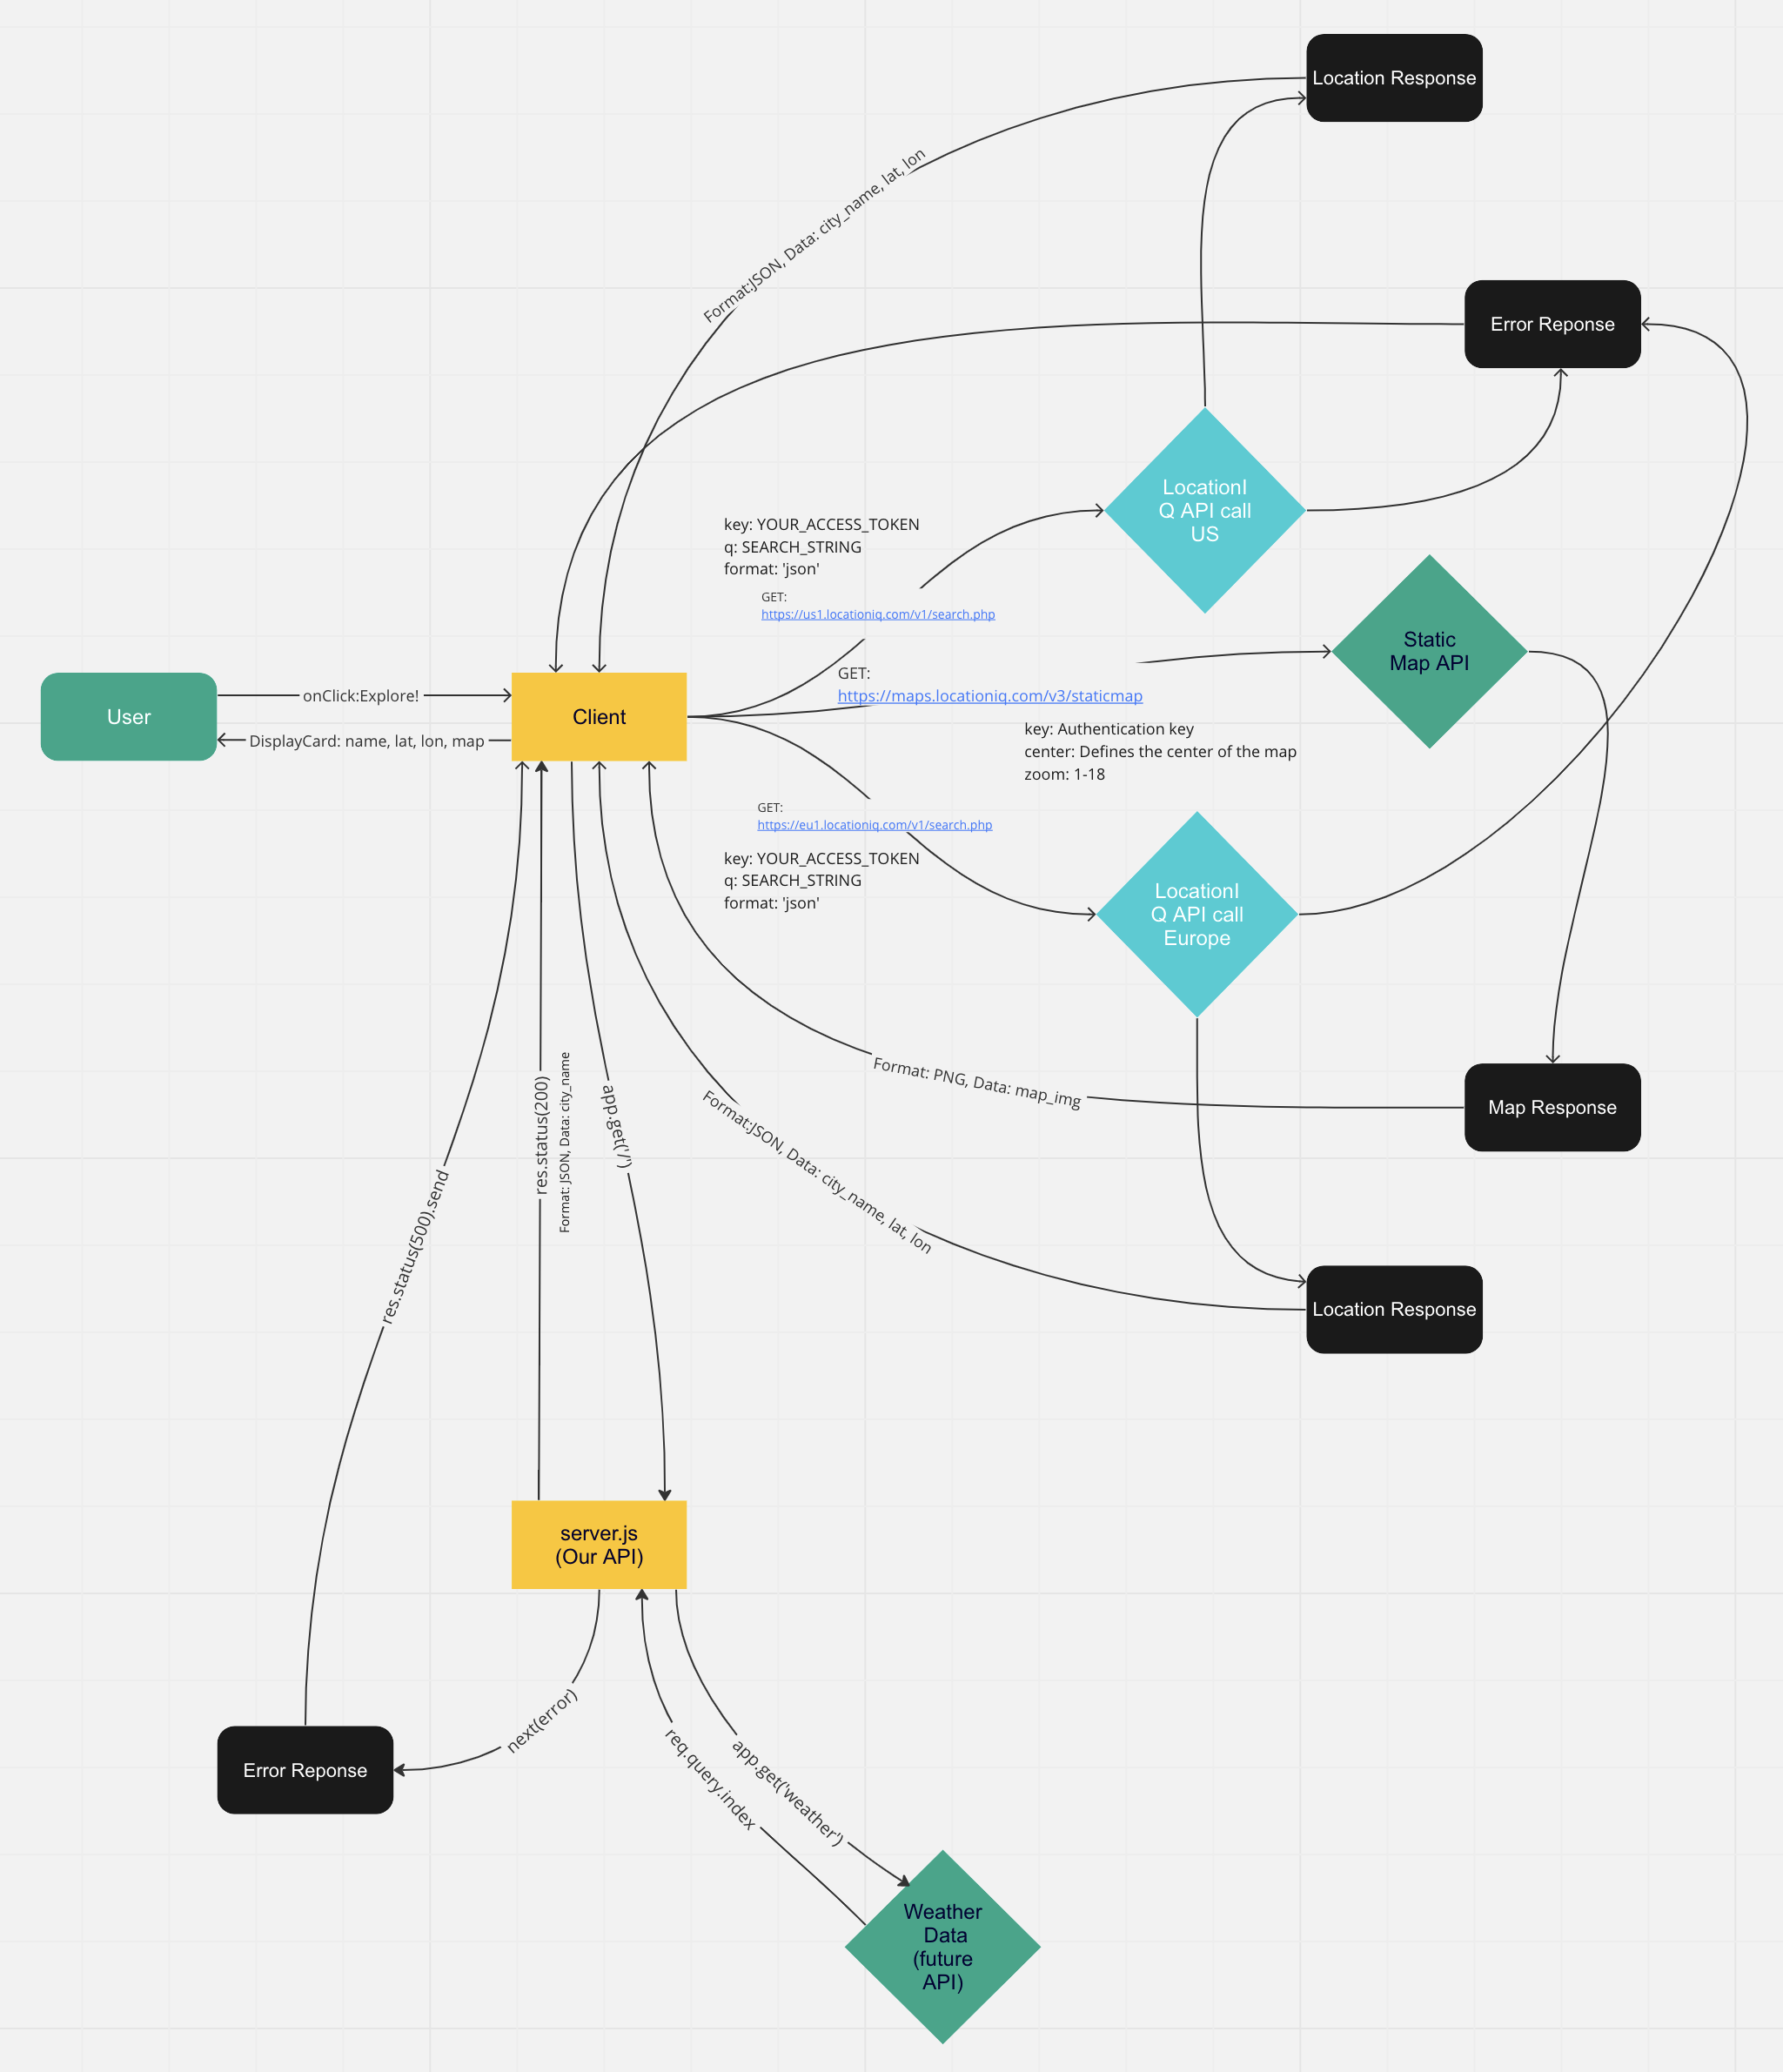 Location Response
Format:JSON, Data: city_name, lat, lon
Error Reponse
LocationI
Q API call
US
key: YOUR_ACCESS_TOKEN
q: SEARCH_STRING
format: 'json'
GET:
https://us1.locationiq.com/v1/search.php
Static
Map API
GET:
https://maps.locationiq.com/v3/staticmap
key: Authentication key
center: Defines the center of the map
zoom: 1-18
User
onClick:Explore!
DisplayCard: name, lat, lon, map
Client
GET:
https://eu1.locationiq.com/v1/search.php
key: YOUR_ACCESS_TOKEN
q: SEARCH_STRING
format: 'json'
LocationI
Q API call
Europe
Format: PNG, Data: map_img
Map Response
Format:JSON, Data: city_name, lat, lon
Location Response
res.status(500).send
res.status(200)
Format: JSON, Data: city_name
app.get('/')
server.js
(Our API)
next(error)
Error Reponse
req.query.index
app.get('weather')
Weather
Data
(future
API)